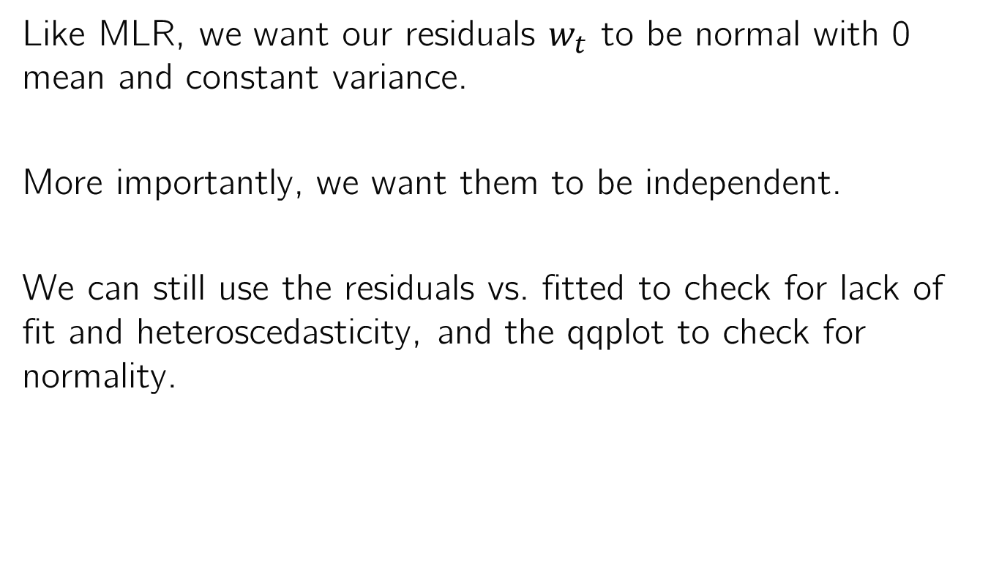 Like MLR, we want our residuals wₜ to be normal with 0
mean and constant variance.
More importantly, we want them to be independent.
We can still use the residuals vs. fitted to check for lack of
fit and heteroscedasticity, and the qqplot to check for
normality.